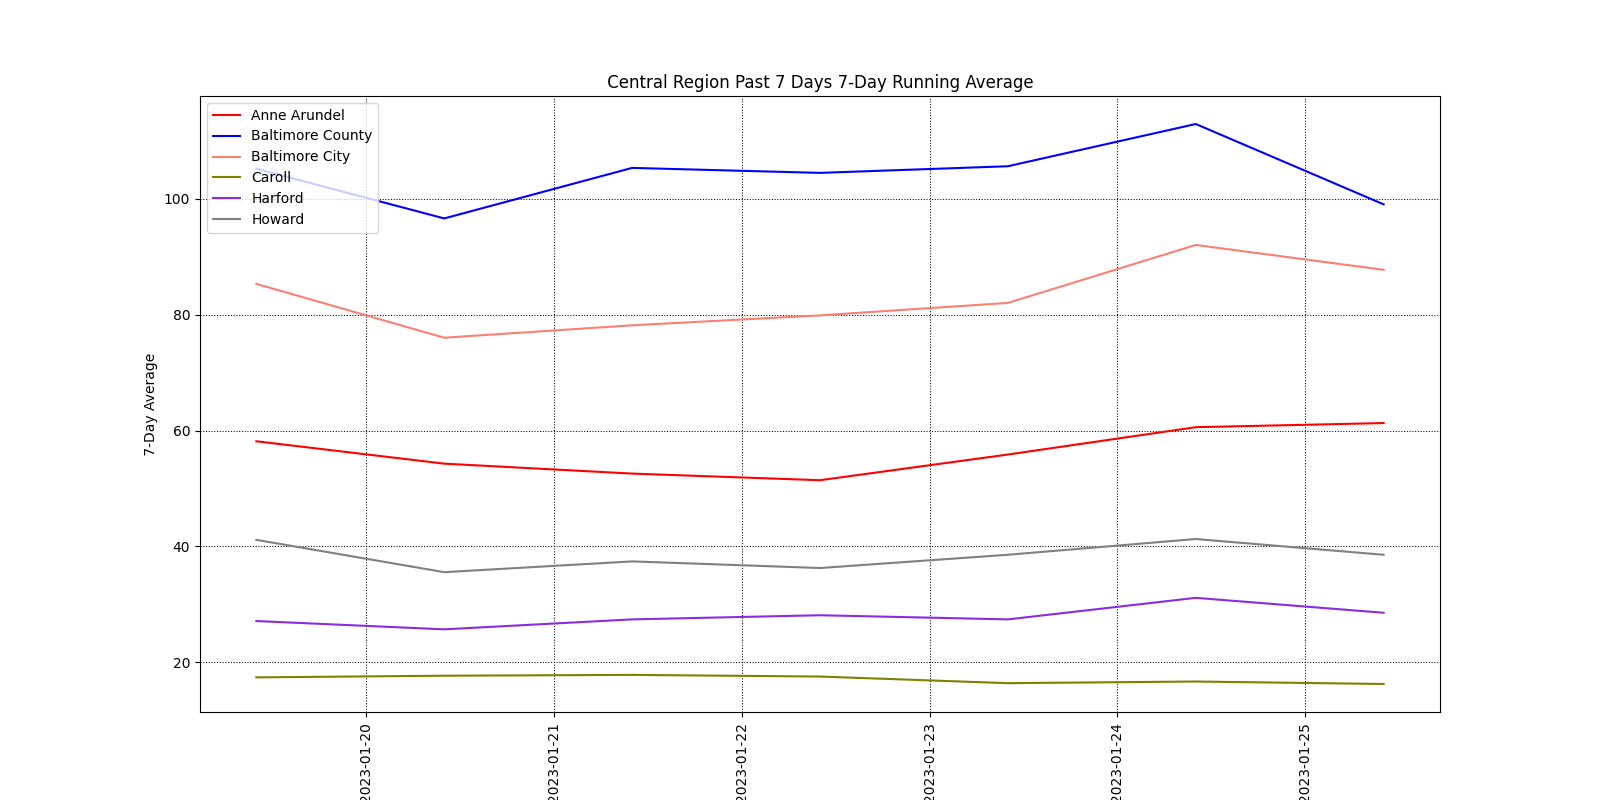 Central Region Past 7 Days 7-Day Running Average
Anne Arundel
Baltimore County
Baltimore City
Caroll
Harford
Howard
100
80
60
40
20
7-Day Average
2023-01-20
2023-01-21
2023-01-22
2023-01-23
2023-01-24
2023-01-25